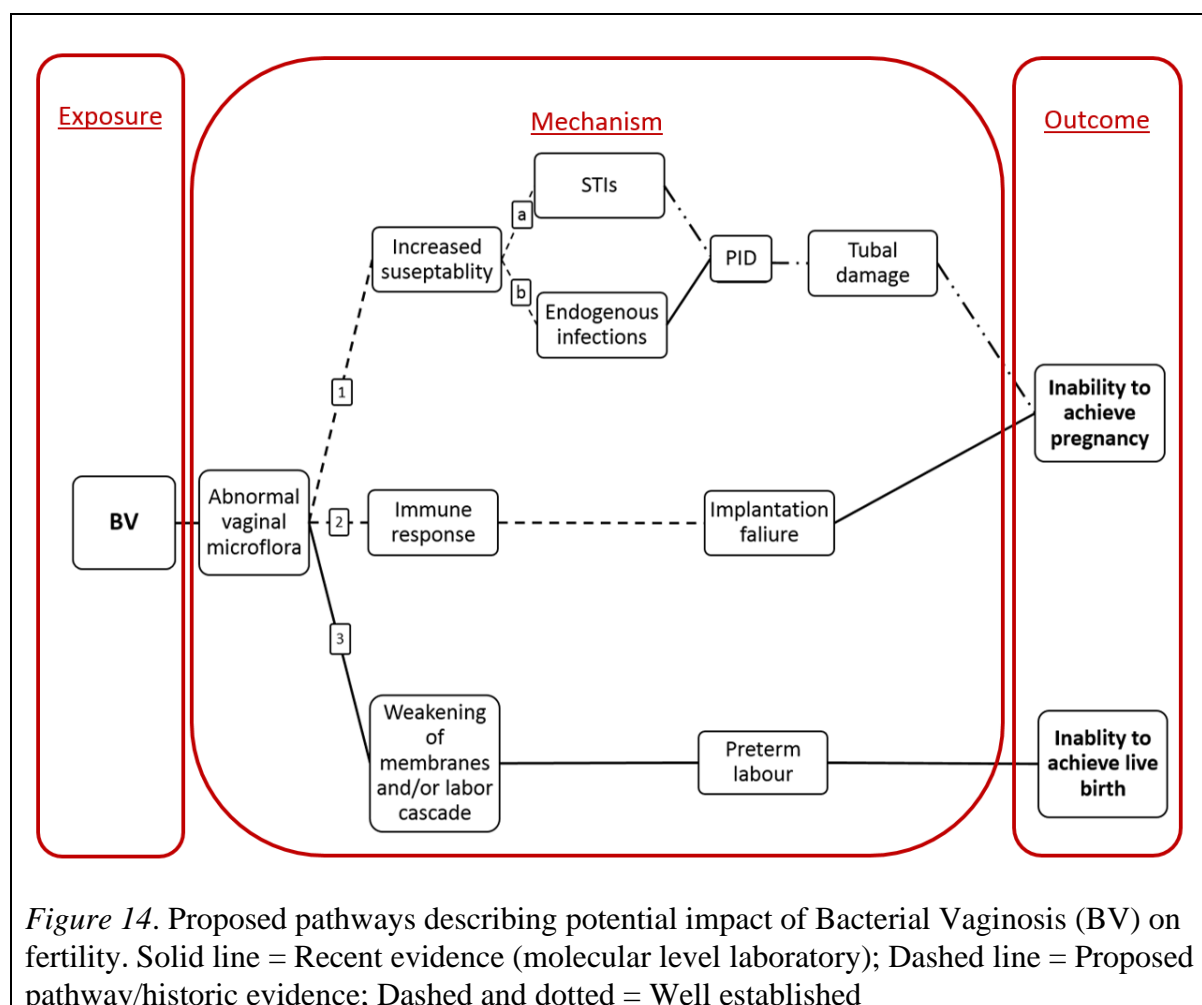 Exposure
Mechanism
Outcome
STIs
a
Increased
suseptablity
b
Endogenous
infections
PID
Tubal
damage
1
Inability to
achieve
pregnancy
BV
Abnormal
vaginal
microflora
2
Immune
response
Implantation
faliure
3
Weakening
of
membranes
and/or labor
cascade
Preterm
labour
Inablity to
achieve live
birth
Figure 14. Proposed pathways describing potential impact of Bacterial Vaginosis (BV) on
fertility. Solid line = Recent evidence (molecular level laboratory); Dashed line = Proposed
pathway/historic evidence; Dashed and dotted = Well established